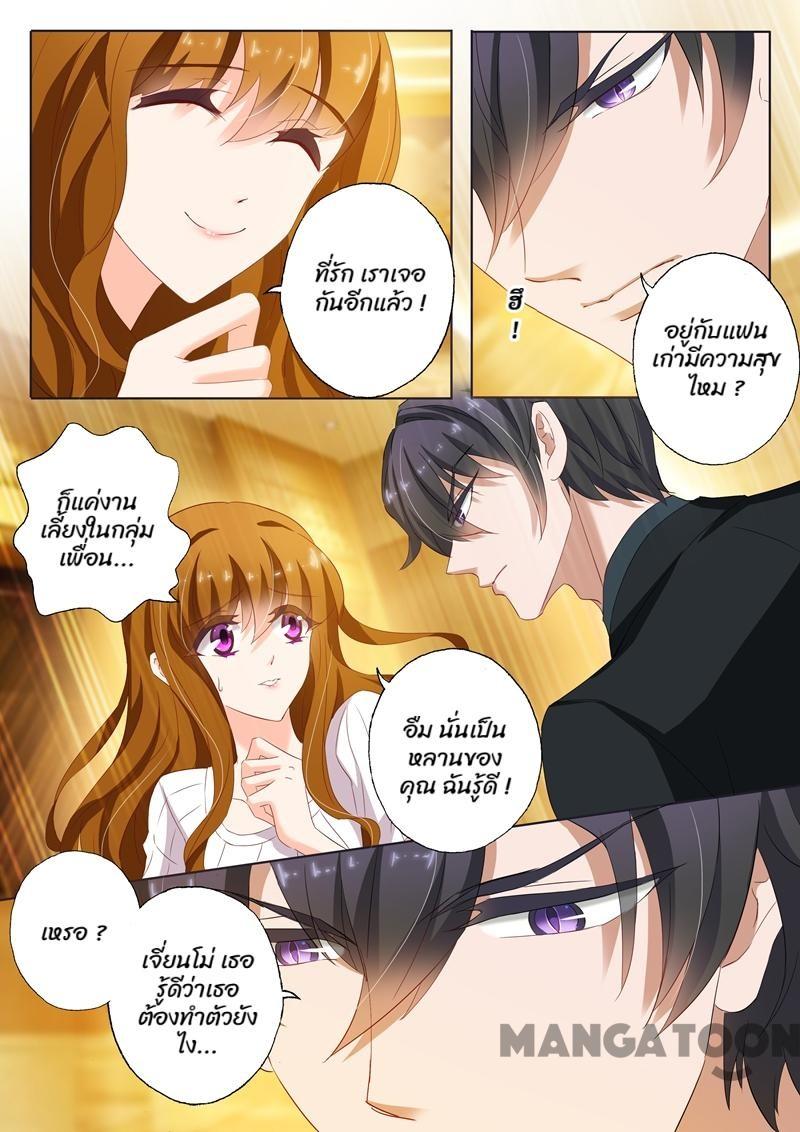 ที่รัก เราเจอ
กันอีกแล้ว !
ฮึ
!
อยู่กับแฟน
เก่ามีความสุข
ไหม ?
ก็แค่งาน
เลี้ยงในกลุ่ม
เพื่อน...
อืม นั่นเป็น
หลานของ
คุณ ฉันรู้ดี !
เหรอ ?
เจี่ยนโม่ เธอ
รู้ดีว่าเธอ
ต้องทำตัวยัง
ไง...
MANGATOON